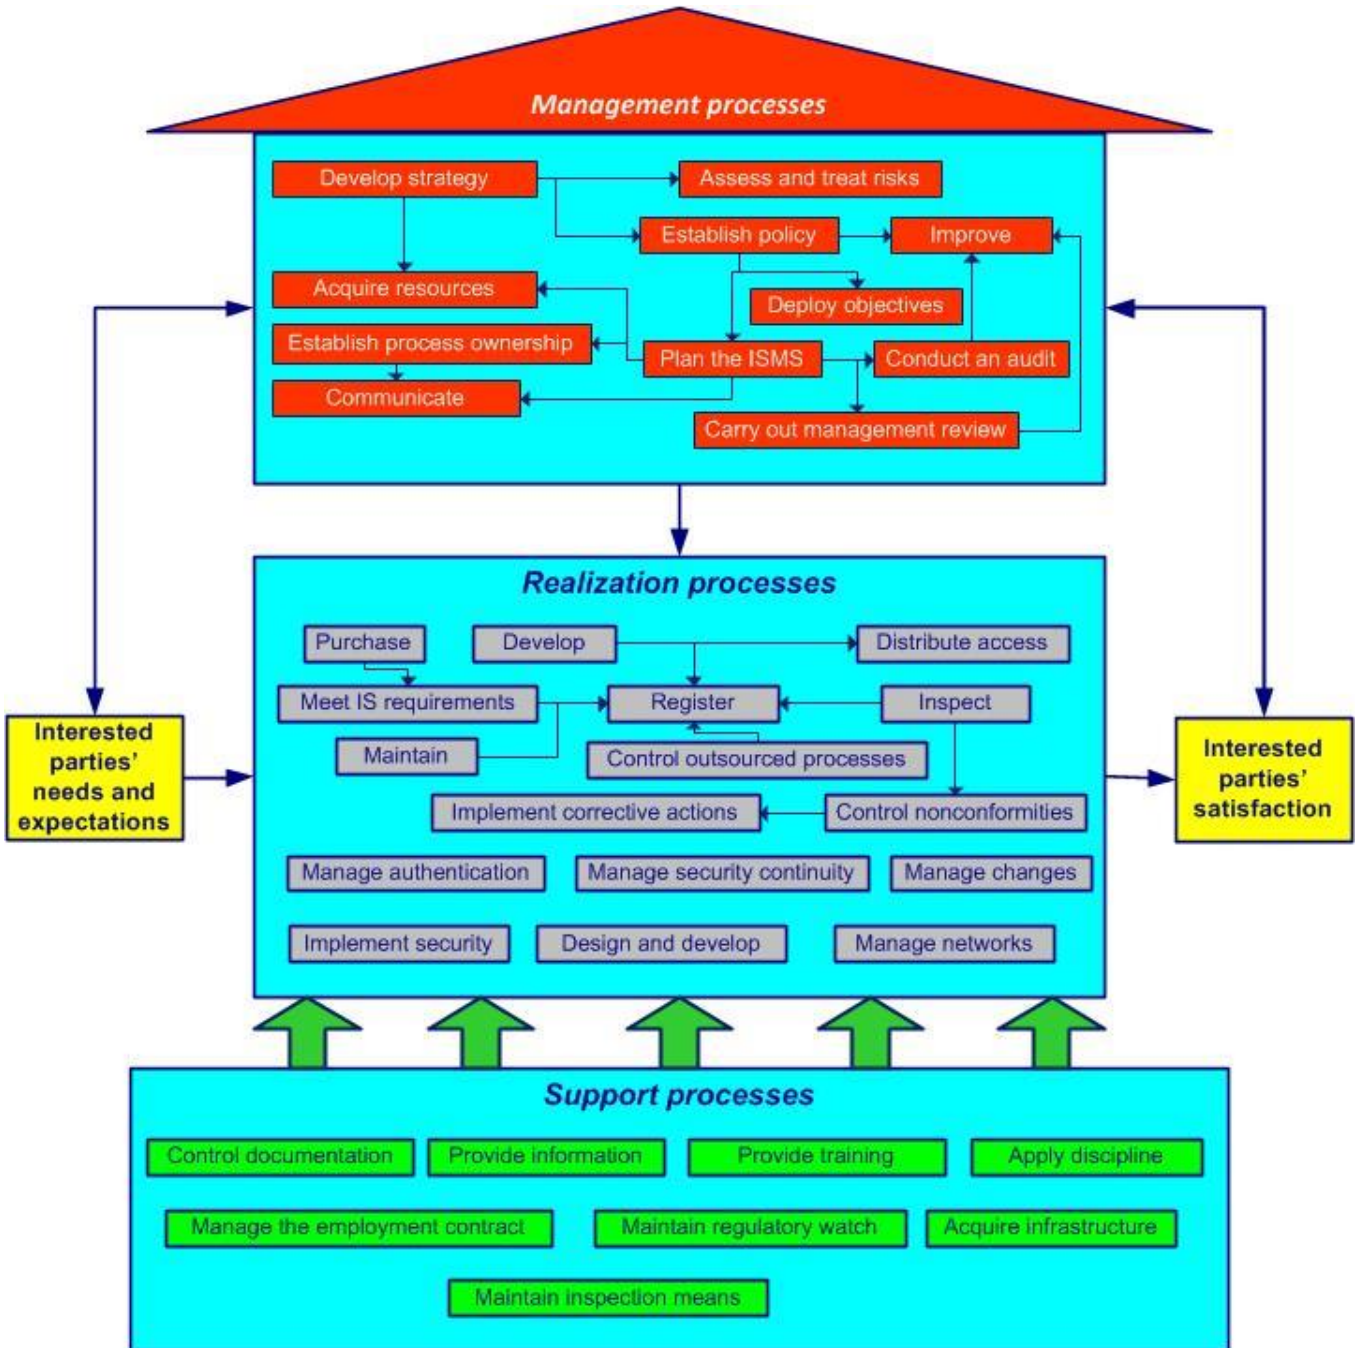 Management processes
Develop strategy
Assess and treat risks
Establish policy
Improve
Acquire resources
Deploy objectives
Establish process ownership
Plan the ISMS
Conduct an audit
Communicate
Carry out management review
Realization processes
Purchase
Develop
Distribute access
Meet IS requirements
Register
Inspect
Maintain
Control outsourced processes
Implement corrective actions
Control nonconformities
Manage authentication
Manage security continuity
Manage changes
Implement security
Design and develop
Manage networks
Interested
parties’
needs and
expectations
Interested
parties’
satisfaction
Support processes
Control documentation
Provide information
Provide training
Apply discipline
Manage the employment contract
Maintain regulatory watch
Acquire infrastructure
Maintain inspection means